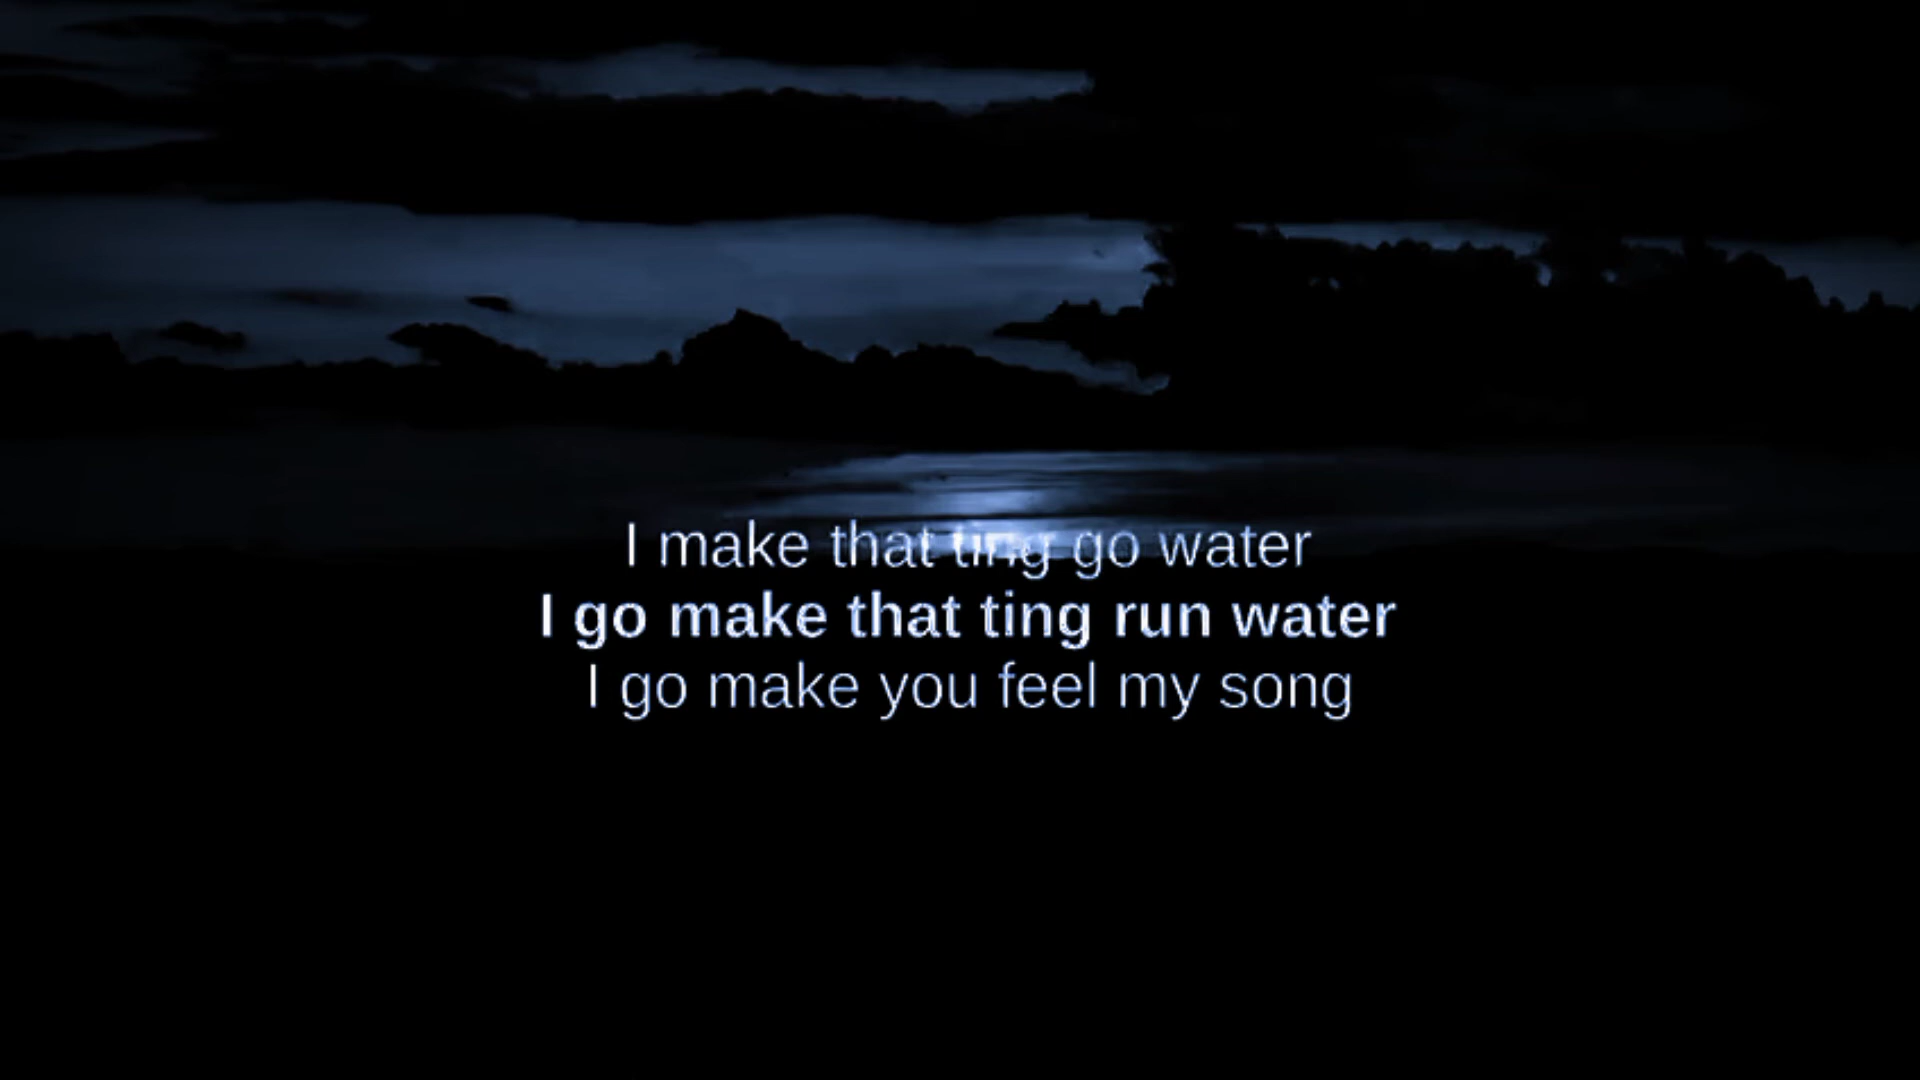 I make that ting go water
I go make that ting run water
I go make you feel my song